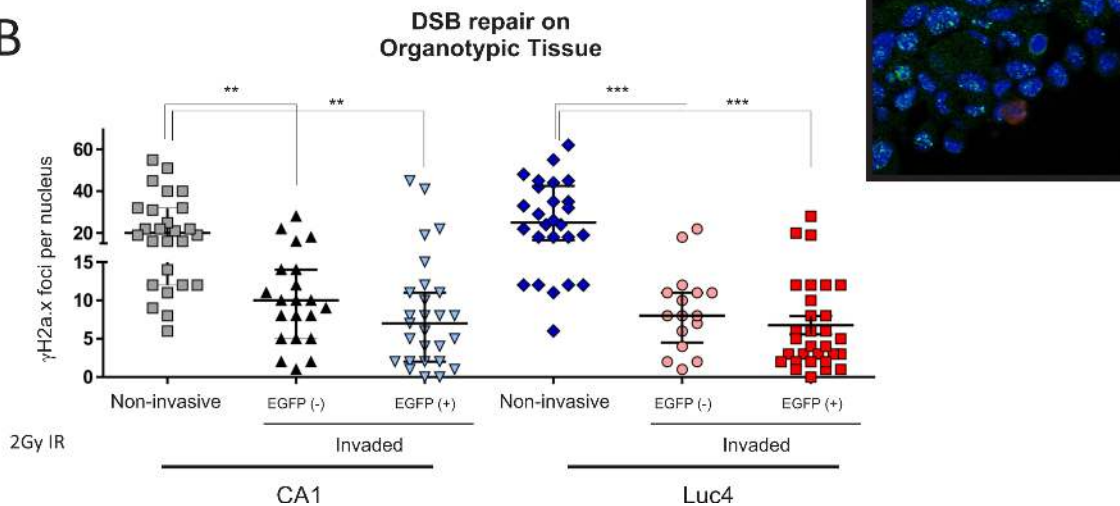 B
DSB repair on
Organotypic Tissue
** ** *** ***
γH2a.x foci per nucleus
60
40
20
15
10
5
0
Non-invasive EGFP (-) EGFP (+) Non-invasive EGFP (-) EGFP (+)
2Gy IR Invaded Invaded
CA1 Luc4